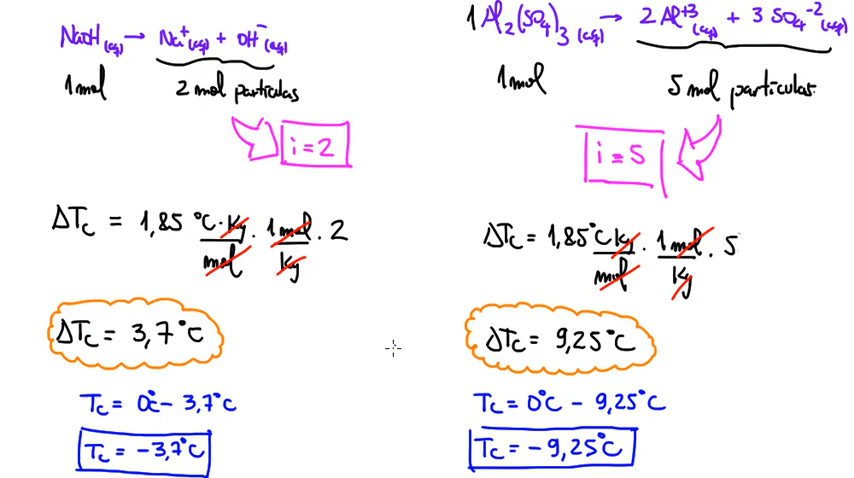 NaOH (aq) → Na+ (aq) + OH- (aq)
1 mol 2 mol partículas
i = 2
ΔTc = 1,85 °C · Kg/mol · 1 mol/Kg · 2
ΔTc = 3,7°C
Tc = 0°C - 3,7°C
Tc = -3,7°C
1 Al2(SO4)3 (aq) → 2 Al+3 (aq) + 3 SO4-2 (aq)
1 mol 5 mol partículas.
i = 5
ΔTc = 1,85°C Kg/mol · 1 mol/Kg · 5
ΔTc = 9,25°C
Tc = 0°C - 9,25°C
Tc = -9,25°C